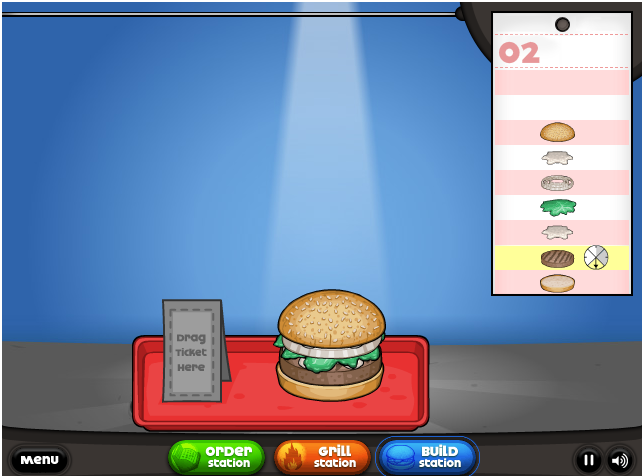 02
Drag
Ticket
Here
Menu
Order
Station
Grill
Station
Build
Station